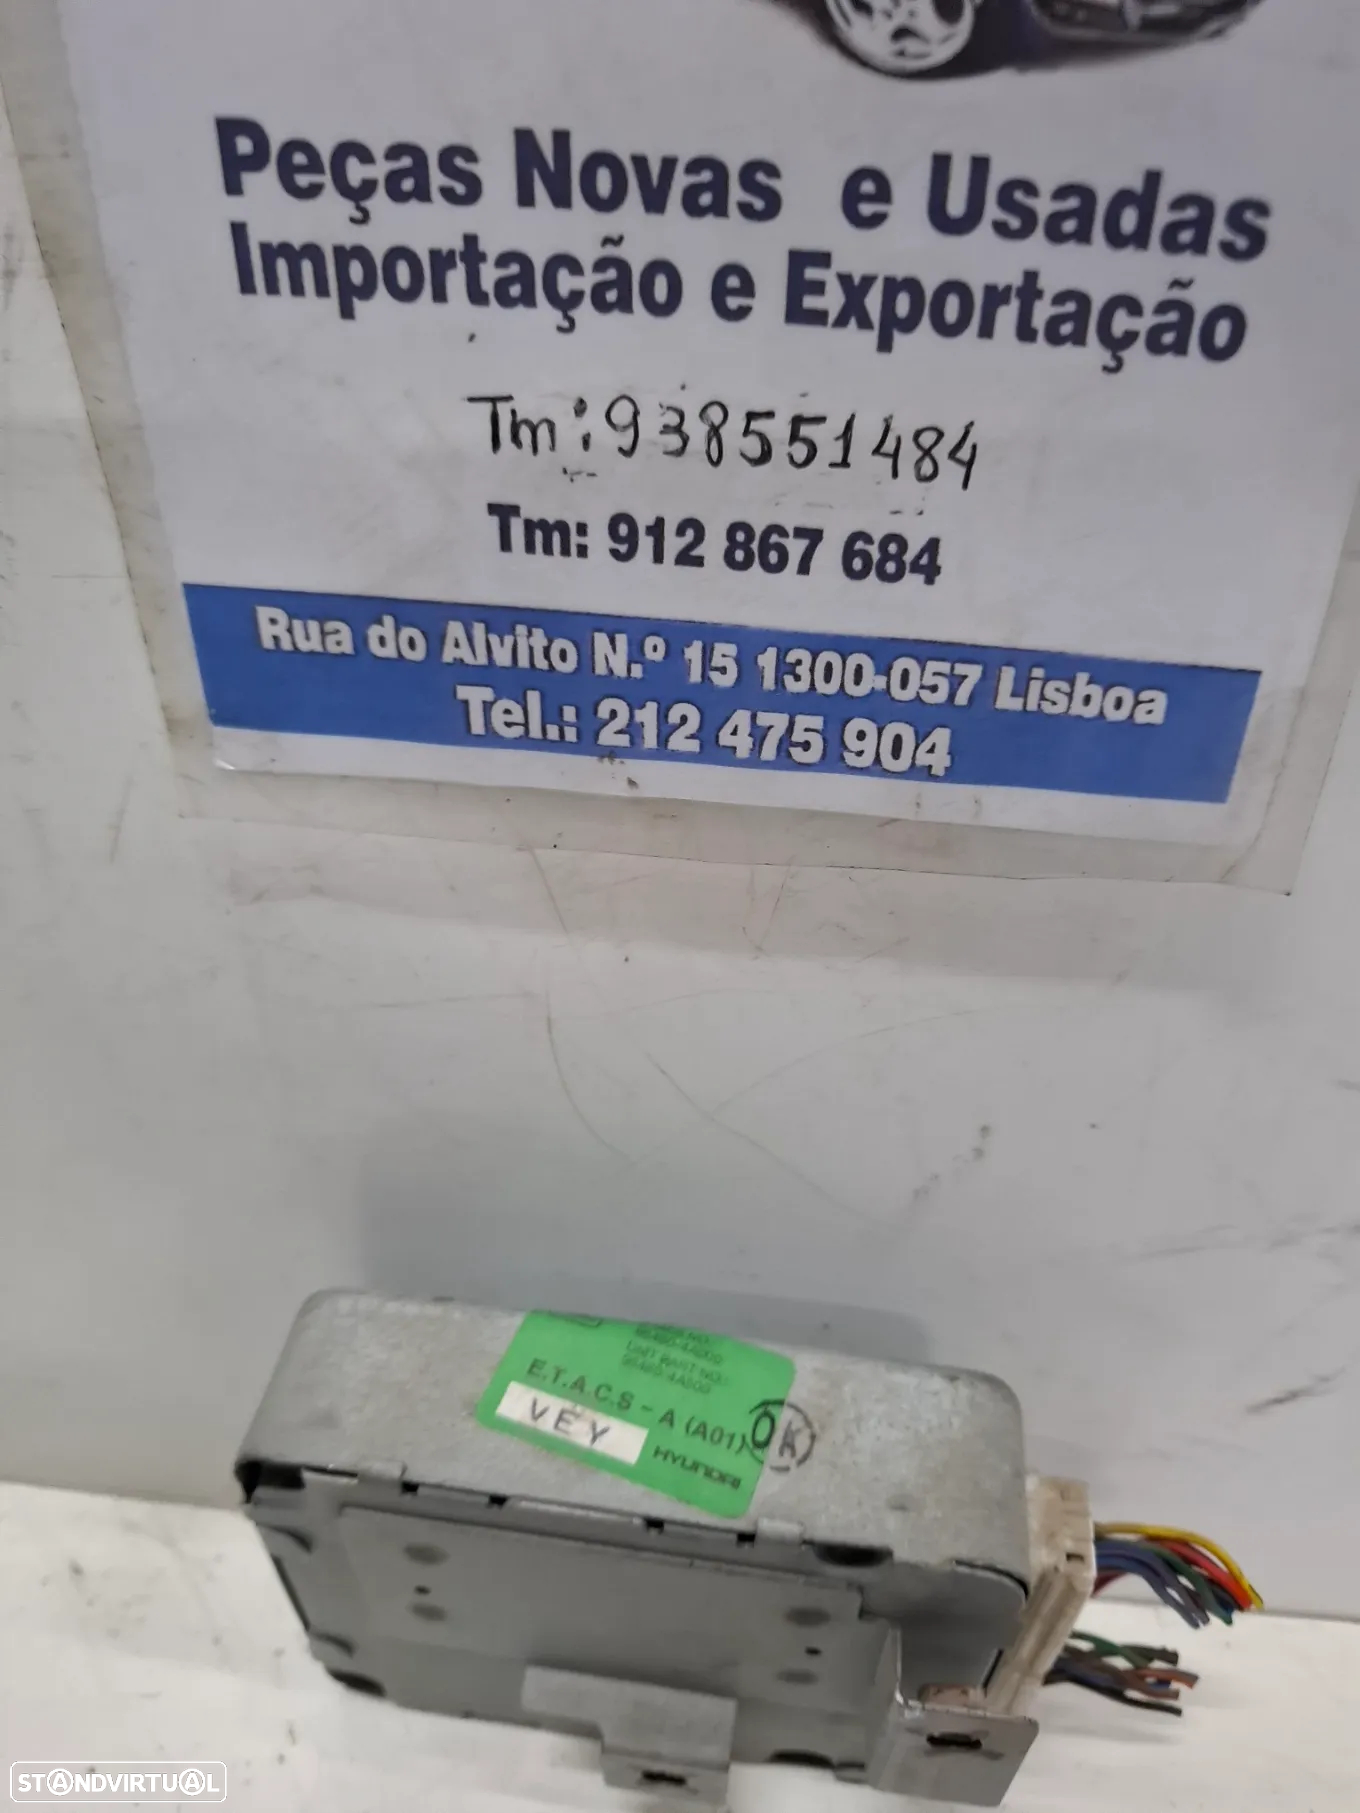 Peças Novas e Usadas
Importação e Exportação
Tm: 938551484
Tm: 912 867 684
Rua do Alvito N.º 15 1300-057 Lisboa
Tel.: 212 475 904
E.T.A.C.S - A (A01)
OK
VEY
HYUNDAI
STANDVIRTUAL